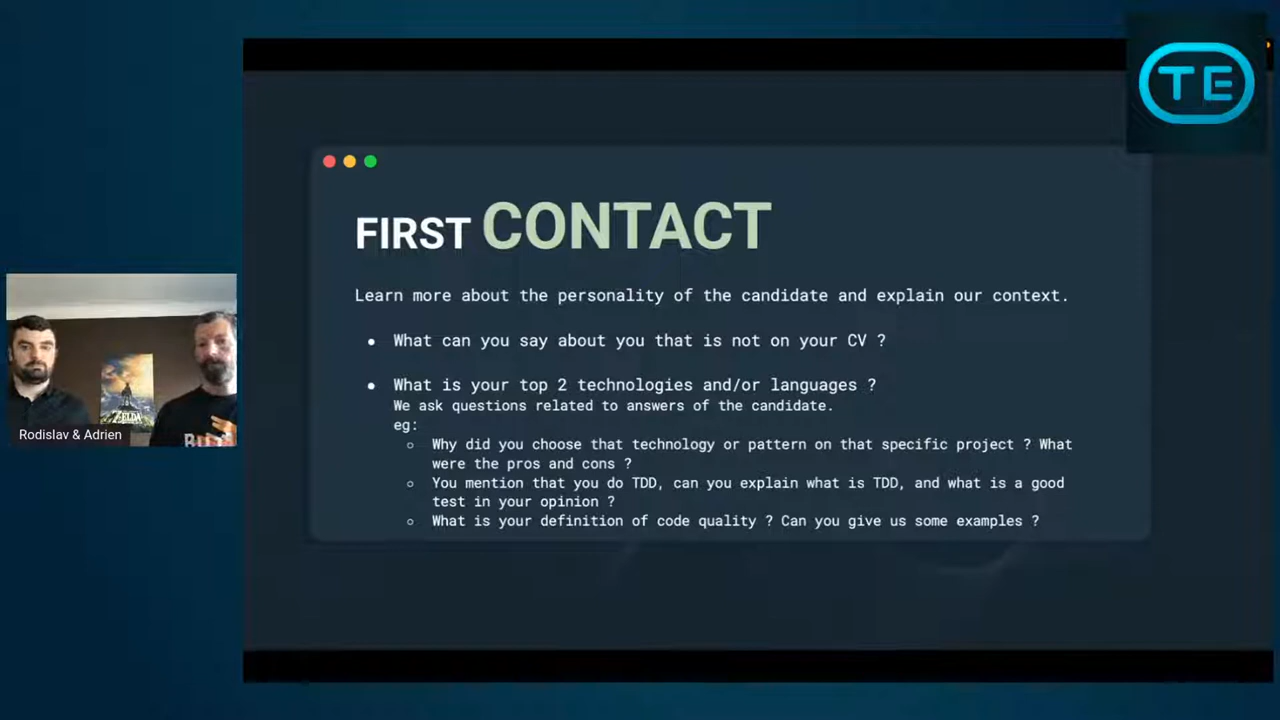 TE
FIRST CONTACT
Learn more about the personality of the candidate and explain our context.
• What can you say about you that is not on your CV ?
• What is your top 2 technologies and/or languages ?
We ask questions related to answers of the candidate.
eg:
○ Why did you choose that technology or pattern on that specific project ? What
were the pros and cons ?
○ You mention that you do TDD, can you explain what is TDD, and what is a good
test in your opinion ?
○ What is your definition of code quality ? Can you give us some examples ?
ZELDA
Rodislav & Adrien